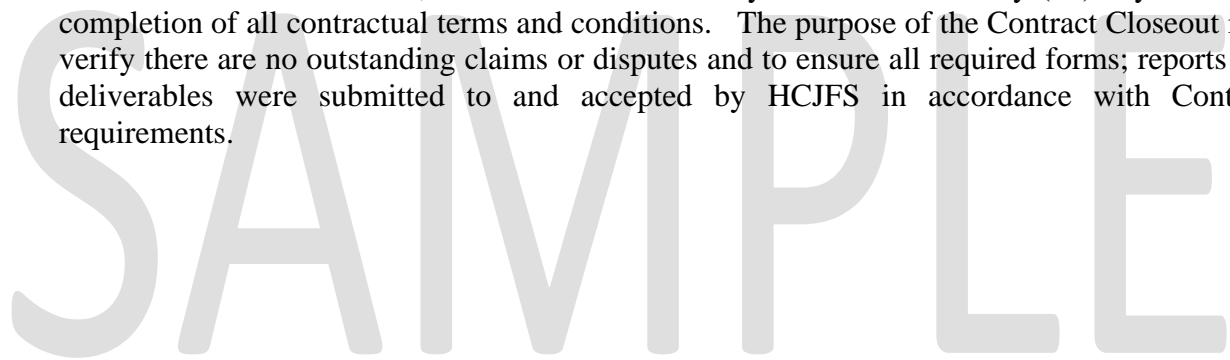 completion of all contractual terms and conditions. The purpose of the Contract Closeout
verify there are no outstanding claims or disputes and to ensure all required forms; reports
deliverables were submitted to and accepted by HCJFS in accordance with Cont
requirements.
SAMPLE